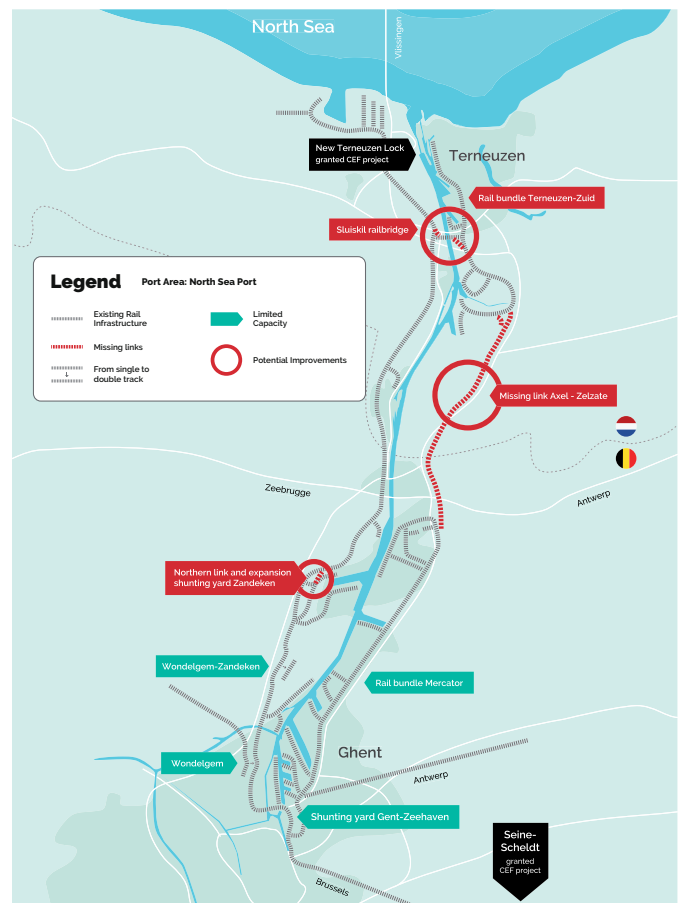 North Sea
Vlissingen
New Terneuzen Lock
granted CEF project
Terneuzen
Rail bundle Terneuzen-Zuid
Sluiskil railbridge
Legend
Port Area: North Sea Port
Existing Rail
Infrastructure
Limited
Capacity
Missing links
Potential Improvements
From single to
double track
Missing link Axel - Zelzate
Zeebrugge
Antwerp
Northern link and expansion
shunting yard Zandeken
Wondelgem-Zandeken
Rail bundle Mercator
Ghent
Wondelgem
Antwerp
Shunting yard Gent-Zeehaven
Seine-
Scheldt
granted
CEF project
Brussels